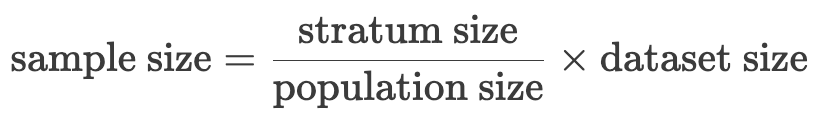 sample size = stratum size / population size × dataset size